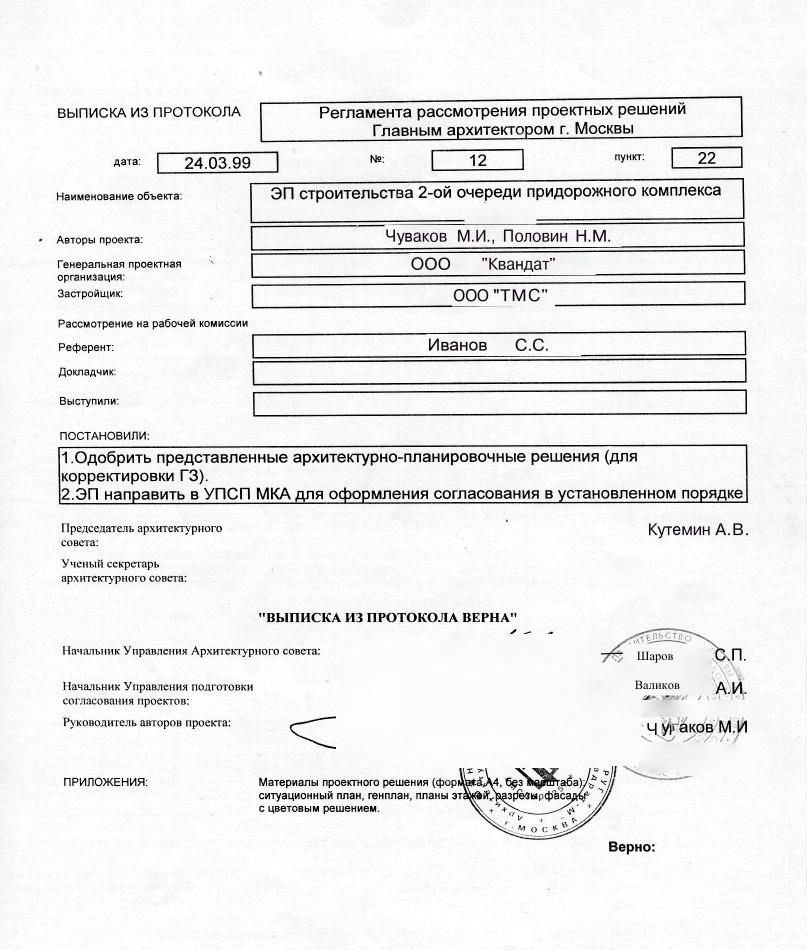 ВЫПИСКА ИЗ ПРОТОКОЛА
Регламента рассмотрения проектных решений
Главным архитектором г. Москвы
дата: 24.03.99 №: 12 пункт: 22
Наименование объекта: ЭП строительства 2-ой очереди придорожного комплекса
Авторы проекта: Чуваков М.И., Половин Н.М.
Генеральная проектная
организация:
ООО "Квандат"
Застройщик: ООО "ТМС"
Рассмотрение на рабочей комиссии
Референт: Иванов С.С.
Докладчик:
Выступили:
ПОСТАНОВИЛИ:
1.Одобрить представленные архитектурно-планировочные решения (для
корректировки ГЗ).
2.ЭП направить в УПСП МКА для оформления согласования в установленном порядке
Председатель архитектурного
совета:
Кутемин А.В.
Ученый секретарь
архитектурного совета:
"ВЫПИСКА ИЗ ПРОТОКОЛА ВЕРНА"
Начальник Управления Архитектурного совета: Шаров С.П.
Начальник Управления подготовки
согласования проектов:
Валиков А.И.
Руководитель авторов проекта: Чуваков М.И
ПРИЛОЖЕНИЯ:
Материалы проектного решения (формата А4, без масштаба):
ситуационный план, генплан, планы этажей, разрезы, фасады
с цветовым решением.
г. МОСКВА
Верно: